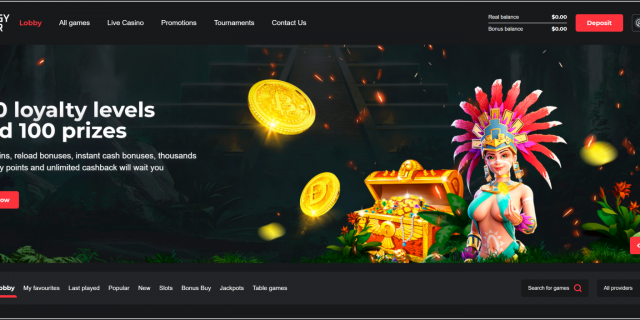 GY
R
Lobby
All games
Live Casino
Promotions
Tournaments
Contact Us
Real balance $0.00
Bonus balance $0.00
Deposit
0 loyalty levels
d 100 prizes
ins, reload bonuses, instant cash bonuses, thousands
y points and unlimited cashback will wait you
ow
obby
My favourites
Last played
Popular
New
Slots
Bonus Buy
Jackpots
Table games
Search for games
All providers